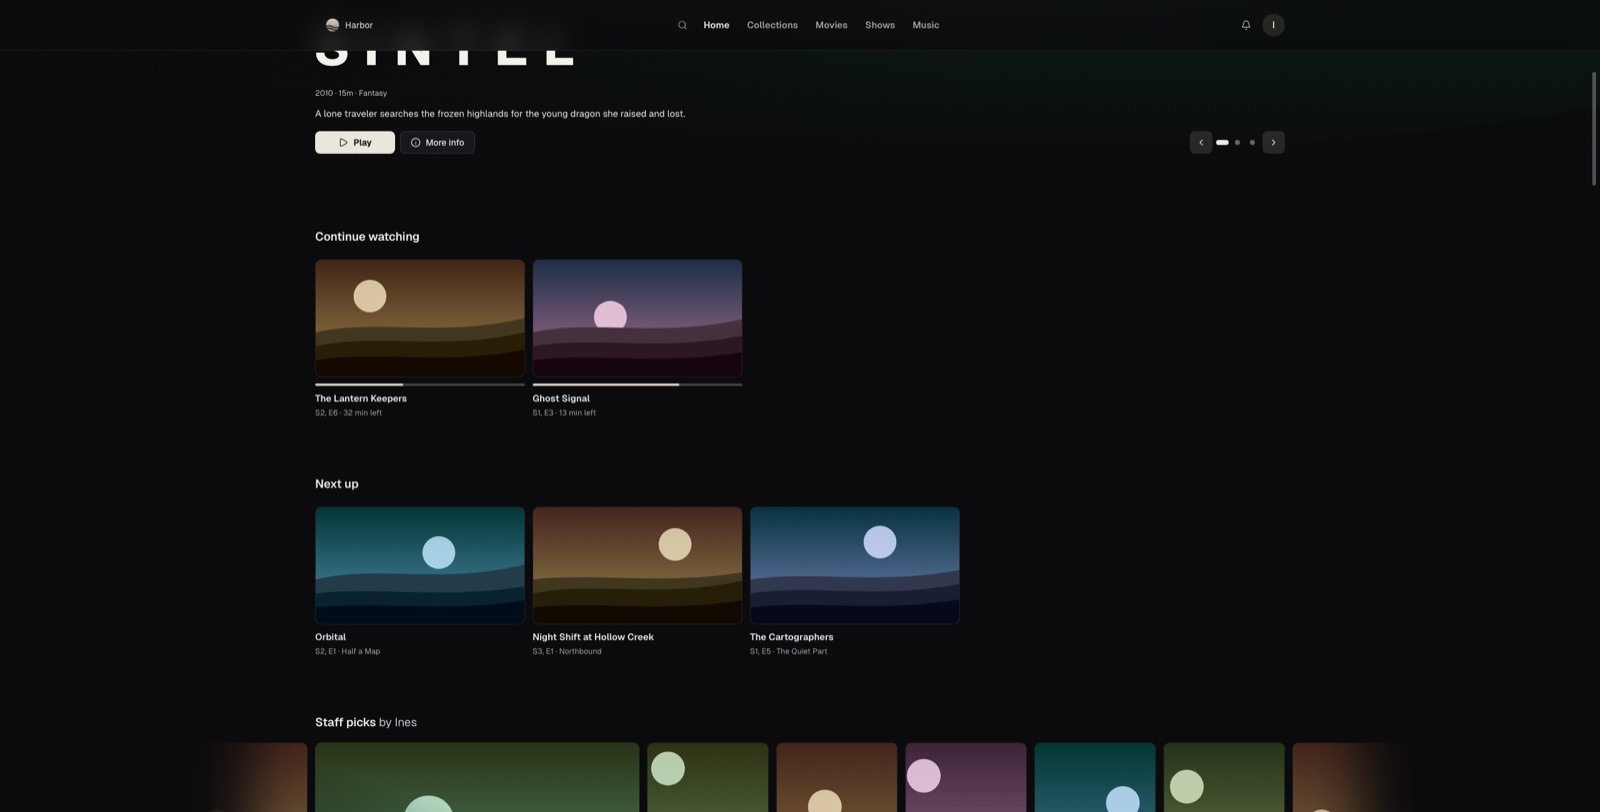 Harbor
Home
Collections
Movies
Shows
Music
I
SINTEL
2010 · 15m · Fantasy
A lone traveler searches the frozen highlands for the young dragon she raised and lost.
Play
More info
Continue watching
The Lantern Keepers
S2, E6 · 32 min left
Ghost Signal
S1, E3 · 13 min left
Next up
Orbital
S2, E1 · Half a Map
Night Shift at Hollow Creek
S3, E1 · Northbound
The Cartographers
S1, E5 · The Quiet Part
Staff picks by Ines